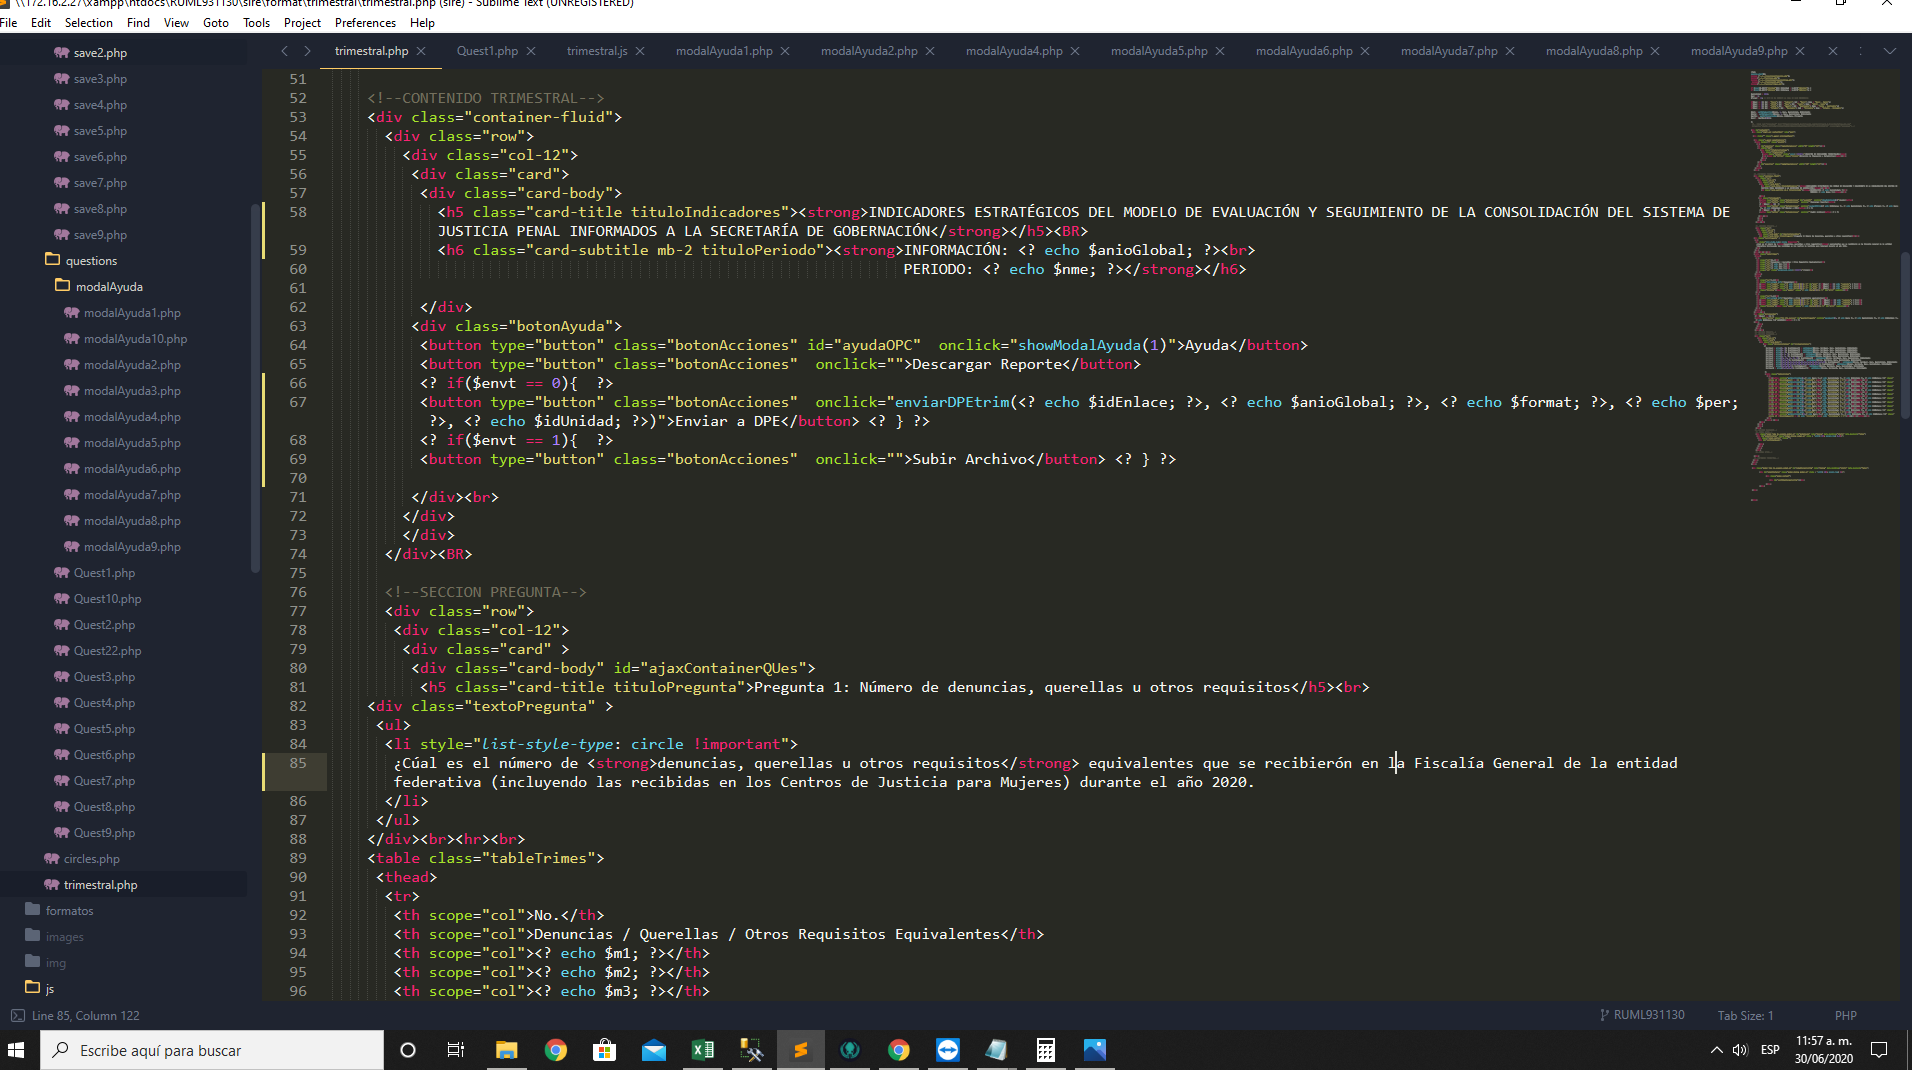 \\172.16.2.27\xampp\htdocs\RUML931130\sire\format\trimestral\trimestral.php (sire) - Sublime Text (UNREGISTERED)
File Edit Selection Find View Goto Tools Project Preferences Help
save2.php
save3.php
save4.php
save5.php
save6.php
save7.php
save8.php
save9.php
questions
modalAyuda
modalAyuda1.php
modalAyuda10.php
modalAyuda2.php
modalAyuda3.php
modalAyuda4.php
modalAyuda5.php
modalAyuda6.php
modalAyuda7.php
modalAyuda8.php
modalAyuda9.php
Quest1.php
Quest10.php
Quest2.php
Quest22.php
Quest3.php
Quest4.php
Quest5.php
Quest6.php
Quest7.php
Quest8.php
Quest9.php
circles.php
trimestral.php
formatos
images
img
js
trimestral.php Quest1.php trimestral.js modalAyuda1.php modalAyuda2.php modalAyuda4.php modalAyuda5.php modalAyuda6.php modalAyuda7.php modalAyuda8.php modalAyuda9.php
51
52 <!--CONTENIDO TRIMESTRAL-->
53 <div class="container-fluid">
54 <div class="row">
55 <div class="col-12">
56 <div class="card">
57 <div class="card-body">
58 <h5 class="card-title tituloIndicadores"><strong>INDICADORES ESTRATÉGICOS DEL MODELO DE EVALUACIÓN Y SEGUIMIENTO DE LA CONSOLIDACIÓN DEL SISTEMA DE
JUSTICIA PENAL INFORMADOS A LA SECRETARÍA DE GOBERNACIÓN</strong></h5><BR>
59 <h6 class="card-subtitle mb-2 tituloPeriodo"><strong>INFORMACIÓN: <? echo $anioGlobal; ?><br>
60 PERIODO: <? echo $nme; ?></strong></h6>
61
62 </div>
63 <div class="botonAyuda">
64 <button type="button" class="botonAcciones" id="ayudaOPC"  onclick="showModalAyuda(1)">Ayuda</button>
65 <button type="button" class="botonAcciones"  onclick="">Descargar Reporte</button>
66 <? if($envt == 0){  ?>
67 <button type="button" class="botonAcciones"  onclick="enviarDPEtrim(<? echo $idEnlace; ?>, <? echo $anioGlobal; ?>, <? echo $format; ?>, <? echo $per;
?>, <? echo $idUnidad; ?>)">Enviar a DPE</button> <? } ?>
68 <? if($envt == 1){  ?>
69 <button type="button" class="botonAcciones"  onclick="">Subir Archivo</button> <? } ?>
70
71 </div><br>
72 </div>
73 </div>
74 </div><BR>
75
76 <!--SECCION PREGUNTA-->
77 <div class="row">
78 <div class="col-12">
79 <div class="card" >
80 <div class="card-body" id="ajaxContainerQUes">
81 <h5 class="card-title tituloPregunta">Pregunta 1: Número de denuncias, querellas u otros requisitos</h5><br>
82 <div class="textoPregunta" >
83 <ul>
84 <li style="list-style-type: circle !important">
85 ¿Cúal es el número de <strong>denuncias, querellas u otros requisitos</strong> equivalentes que se recibierón en la Fiscalía General de la entidad
federativa (incluyendo las recibidas en los Centros de Justicia para Mujeres) durante el año 2020.
86 </li>
87 </ul>
88 </div><br><hr><br>
89 <table class="tableTrimes">
90 <thead>
91 <tr>
92 <th scope="col">No.</th>
93 <th scope="col">Denuncias / Querellas / Otros Requisitos Equivalentes</th>
94 <th scope="col"><? echo $m1; ?></th>
95 <th scope="col"><? echo $m2; ?></th>
96 <th scope="col"><? echo $m3; ?></th>
Line 85, Column 122
RUML931130 Tab Size: 1 PHP
Escribe aquí para buscar
ESP
11:57 a. m.
30/06/2020